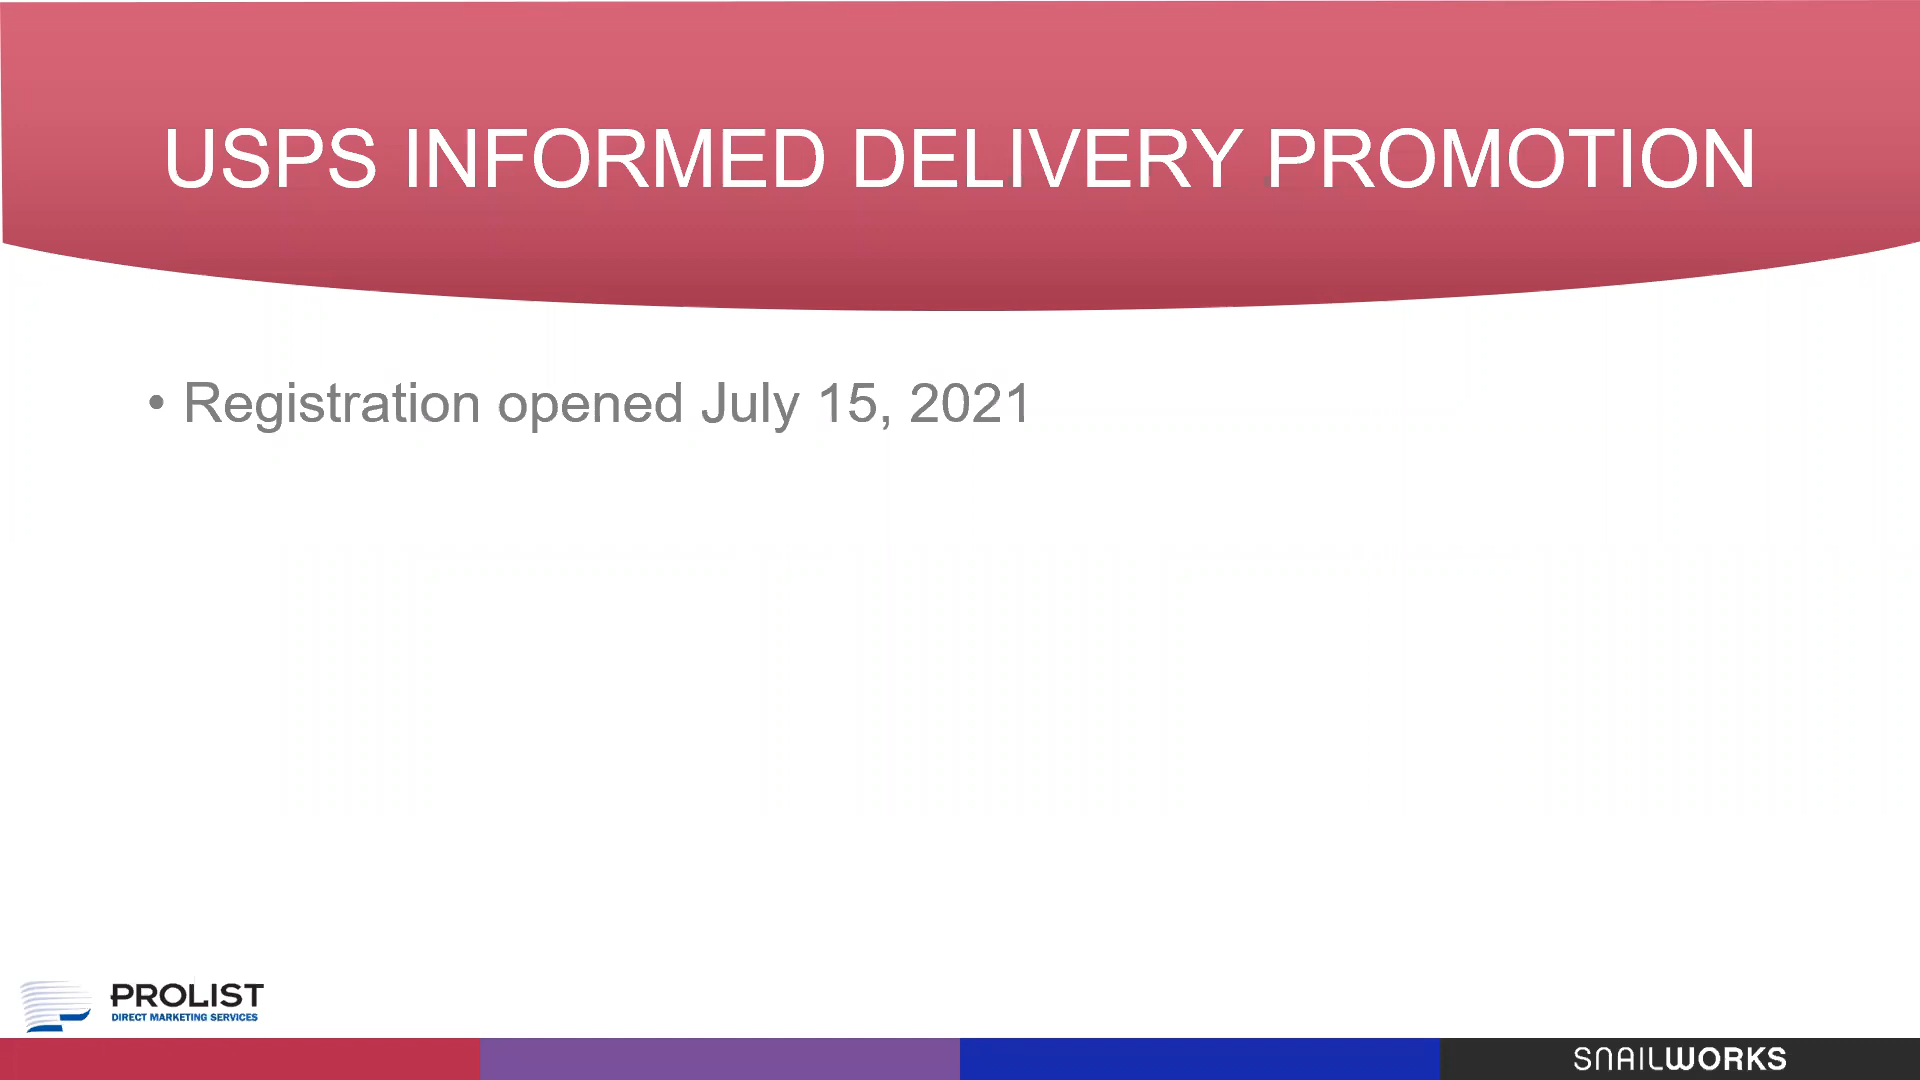 USPS INFORMED DELIVERY PROMOTION
• Registration opened July 15, 2021
PROLIST
DIRECT MARKETING SERVICES
SNAILWORKS